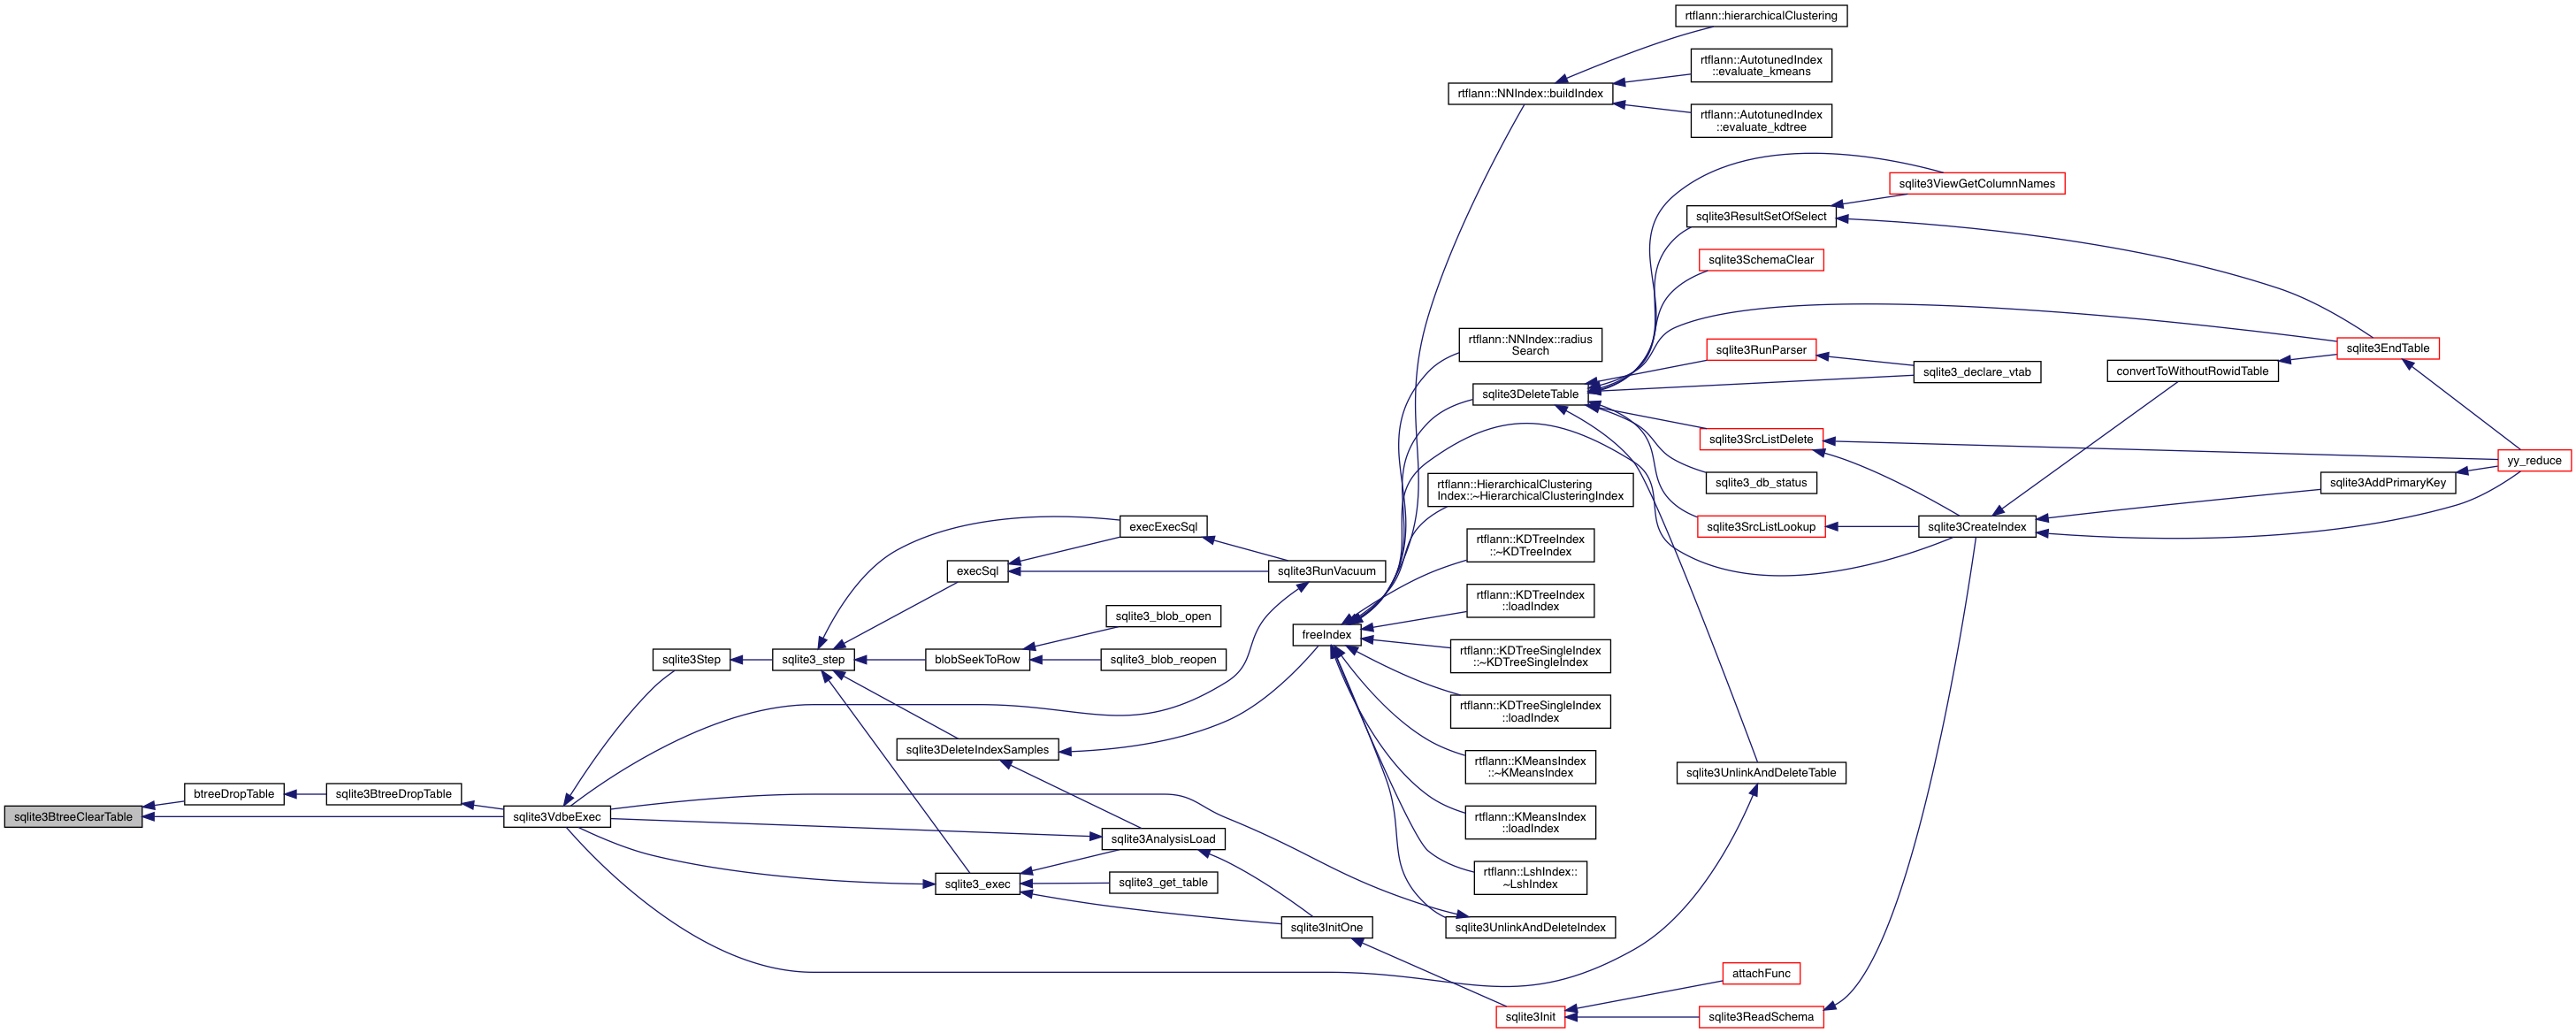 rtflann::hierarchicalClustering
rtflann::AutotunedIndex
::evaluate_kmeans
rtflann::NNIndex::buildIndex
rtflann::AutotunedIndex
::evaluate_kdtree
sqlite3ViewGetColumnNames
sqlite3ResultSetOfSelect
sqlite3SchemaClear
rtflann::NNIndex::radius
Search
sqlite3RunParser
sqlite3EndTable
sqlite3_declare_vtab
convertToWithoutRowidTable
sqlite3DeleteTable
sqlite3SrcListDelete
yy_reduce
sqlite3_db_status
sqlite3AddPrimaryKey
rtflann::HierarchicalClustering
Index::~HierarchicalClusteringIndex
sqlite3SrcListLookup
sqlite3CreateIndex
execExecSql
rtflann::KDTreeIndex
::~KDTreeIndex
execSql
sqlite3RunVacuum
rtflann::KDTreeIndex
::loadIndex
sqlite3_blob_open
freeIndex
sqlite3Step
sqlite3_step
blobSeekToRow
sqlite3_blob_reopen
rtflann::KDTreeSingleIndex
::~KDTreeSingleIndex
rtflann::KDTreeSingleIndex
::loadIndex
sqlite3DeleteIndexSamples
rtflann::KMeansIndex
::~KMeansIndex
sqlite3UnlinkAndDeleteTable
btreeDropTable
sqlite3BtreeDropTable
sqlite3BtreeClearTable
sqlite3VdbeExec
rtflann::KMeansIndex
::loadIndex
sqlite3AnalysisLoad
sqlite3_exec
sqlite3_get_table
rtflann::LshIndex::
~LshIndex
sqlite3InitOne
sqlite3UnlinkAndDeleteIndex
attachFunc
sqlite3Init
sqlite3ReadSchema